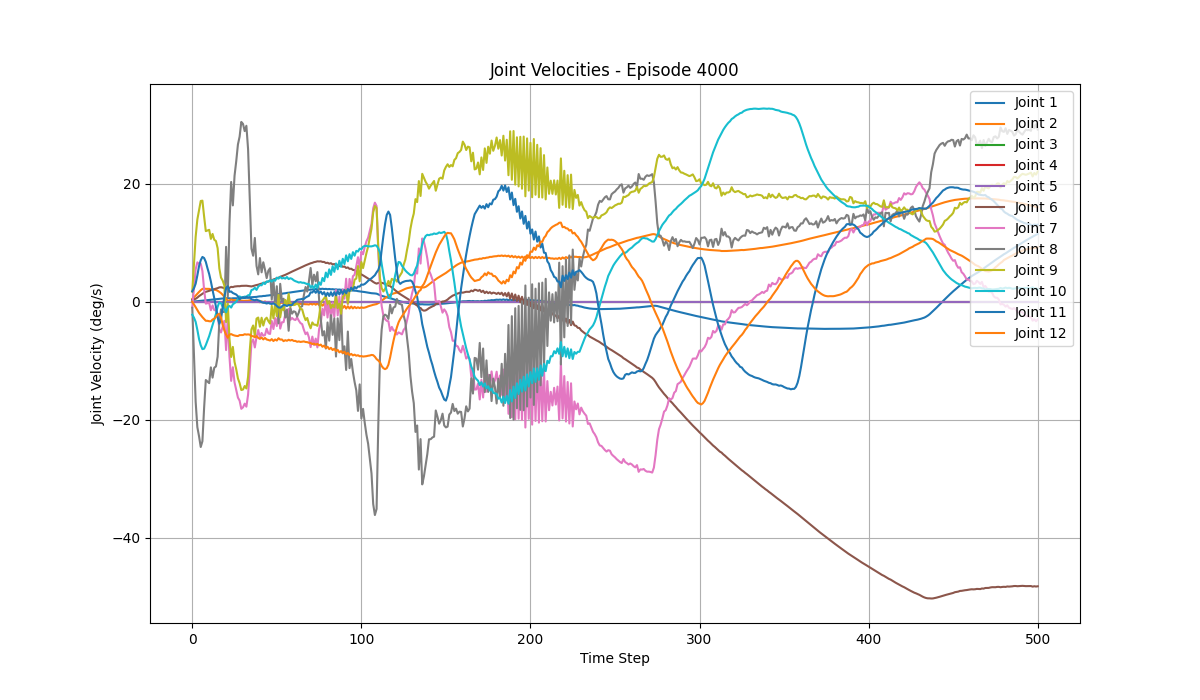 Joint Velocities - Episode 4000
Joint Velocity (deg/s)
20
0
−20
−40
0
100
200
300
400
500
Time Step
Joint 1
Joint 2
Joint 3
Joint 4
Joint 5
Joint 6
Joint 7
Joint 8
Joint 9
Joint 10
Joint 11
Joint 12